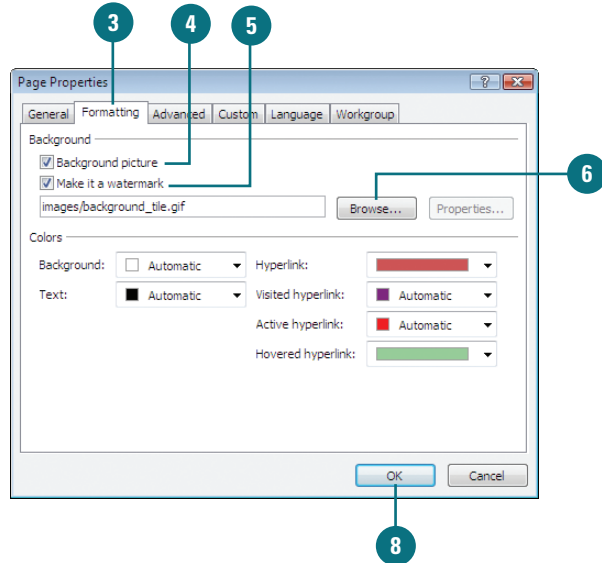 3 4 5
Page Properties ?
General Formatting Advanced Custom Language Workgroup
Background
Background picture
Make it a watermark
6
images/background_tile.gif Browse... Properties...
Colors
Background: Automatic Hyperlink:
Text: Automatic Visited hyperlink: Automatic
Active hyperlink: Automatic
Hovered hyperlink:
OK Cancel
8